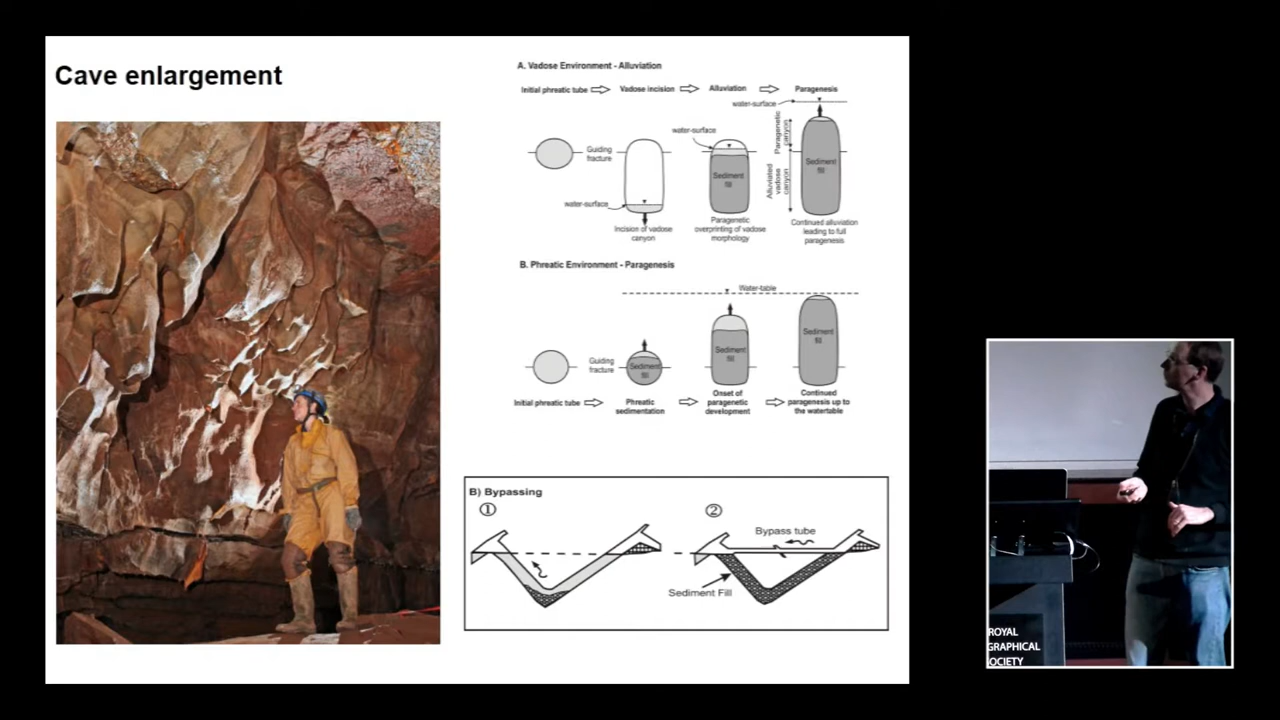 Cave enlargement
A. Vadose Environment - Alluviation
Initial phreatic tube
Vadose incision
Alluviation
Paragenesis
water-surface
water-surface
Guiding
fracture
Sediment
fill
Sediment
fill
Paragenetic
canyon
Alluviated
vadose
canyon
water-surface
Incision of vadose
canyon
Paragenetic
overprinting of vadose
morphology
Continued alluviation
leading to full
paragenesis
B. Phreatic Environment - Paragenesis
Water-table
Guiding
fracture
Sediment
fill
Sediment
fill
Sediment
fill
Initial phreatic tube
Phreatic
sedimentation
Onset of
paragenetic
development
Continued
paragenesis up to
the watertable
B) Bypassing
①
②
Bypass tube
Sediment Fill
ROYAL
GRAPHICAL
OCIETY